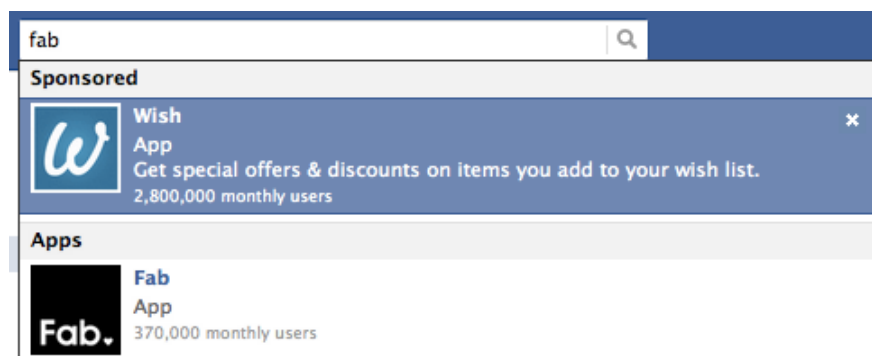 fab
Sponsored
W
Wish
App
Get special offers & discounts on items you add to your wish list.
2,800,000 monthly users
Apps
Fab.
Fab
App
370,000 monthly users